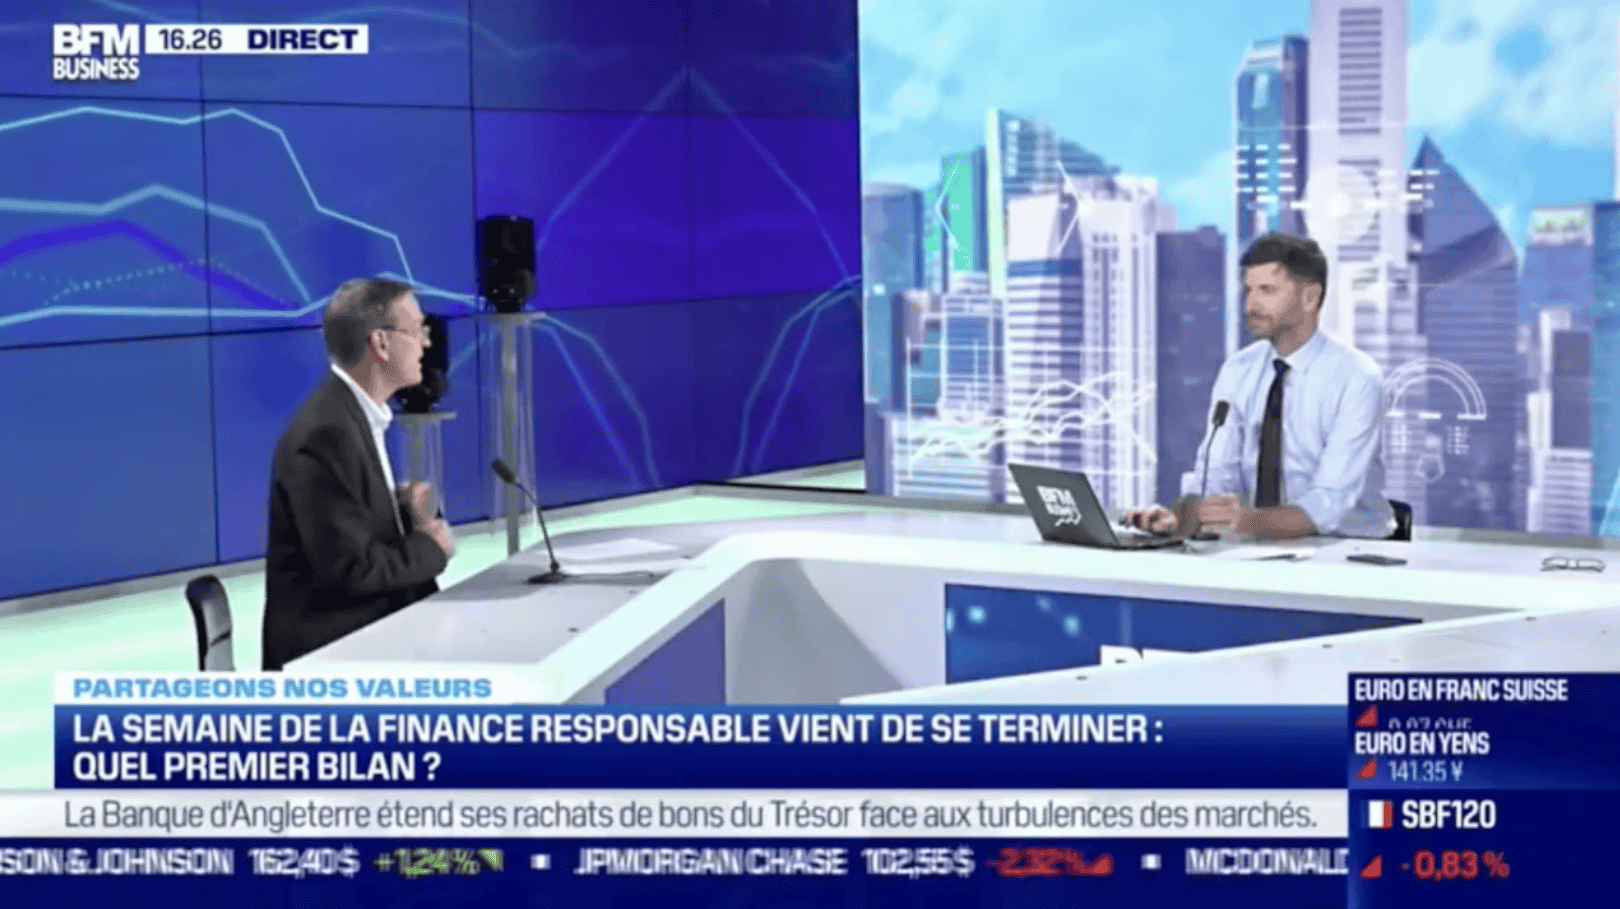 BFM
BUSINESS
16.26 DIRECT
BFM
PARTAGEONS NOS VALEURS
LA SEMAINE DE LA FINANCE RESPONSABLE VIENT DE SE TERMINER :
QUEL PREMIER BILAN ?
La Banque d'Angleterre étend ses rachats de bons du Trésor face aux turbulences des marchés.
SON & JOHNSON 162,40$ +1,24% JPMORGAN CHASE 102,55$ -2,32% MCDONALD
EURO EN FRANC SUISSE
EURO EN YENS
141.35 ¥
SBF120
-0,83 %